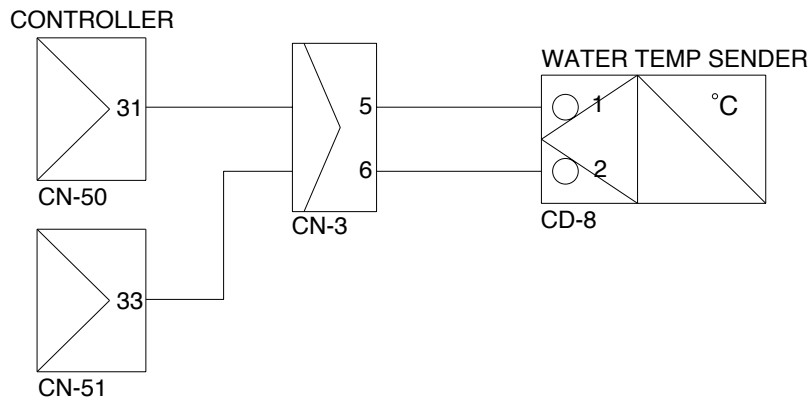 CONTROLLER
31
CN-50
33
CN-51
5
6
CN-3
WATER TEMP SENDER
1
2
°C
CD-8